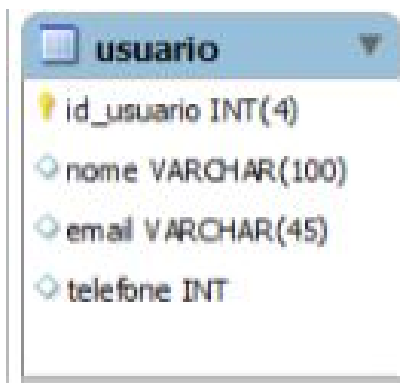 usuario
id_usuario INT(4)
nome VARCHAR(100)
email VARCHAR(45)
telefone INT